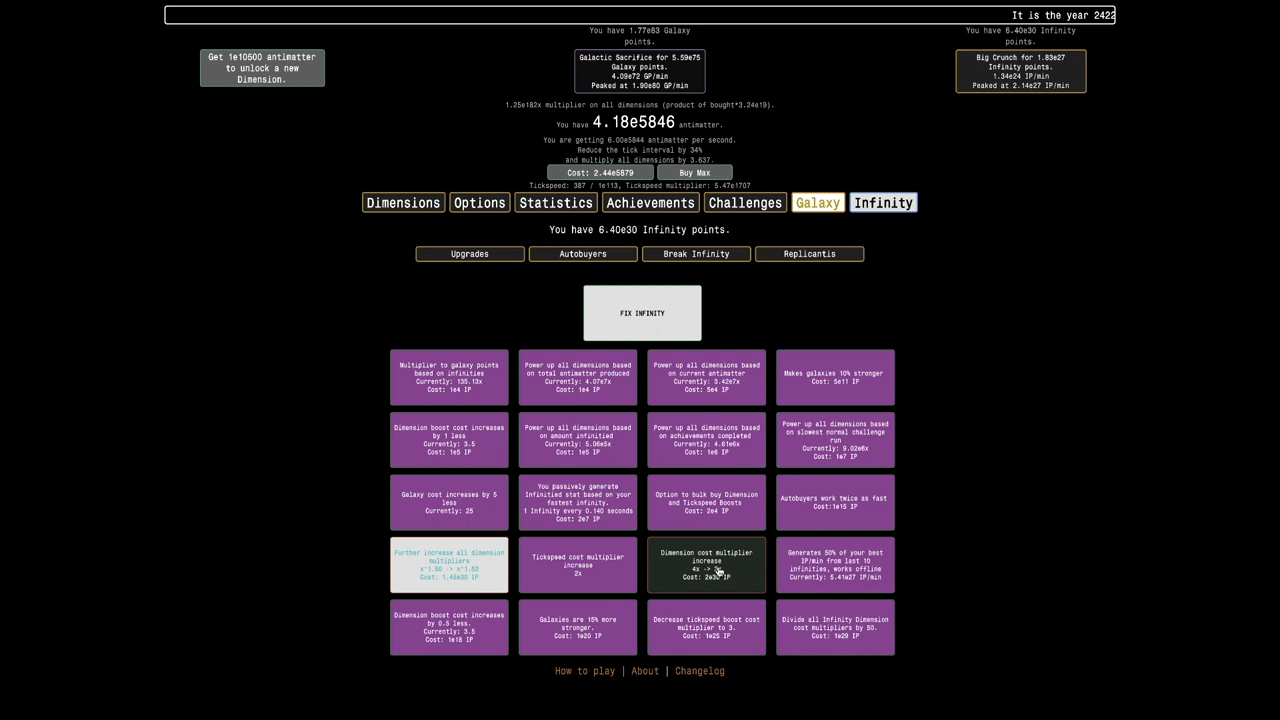 It is the year 2422
You have 1.77e83 Galaxy
points.
You have 6.40e30 Infinity
points.
Get 1e10500 antimatter
to unlock a new
Dimension.
Galactic Sacrifice for 5.59e75
Galaxy points.
4.09e72 GP/min
Peaked at 1.90e80 GP/min
Big Crunch for 1.83e27
Infinity points.
1.34e24 IP/min
Peaked at 2.14e27 IP/min
1.25e182x multiplier on all dimensions (product of bought*3.24e19).
You have 4.18e5846 antimatter.
You are getting 6.00e5844 antimatter per second.
Reduce the tick interval by 34%
and multiply all dimensions by 3.637.
Cost: 2.44e5879
Buy Max
Tickspeed: 387 / 1e113, Tickspeed multiplier: 5.47e1707
Dimensions
Options
Statistics
Achievements
Challenges
Galaxy
Infinity
You have 6.40e30 Infinity points.
Upgrades
Autobuyers
Break Infinity
Replicantis
FIX INFINITY
Multiplier to galaxy points
based on infinities
Currently: 135.13x
Cost: 1e4 IP
Power up all dimensions based
on total antimatter produced
Currently: 4.07e7x
Cost: 1e4 IP
Power up all dimensions based
on current antimatter
Currently: 3.42e7x
Cost: 5e4 IP
Makes galaxies 10% stronger
Cost: 5e11 IP
Dimension boost cost increases
by 1 less
Currently: 3.5
Cost: 1e5 IP
Power up all dimensions based
on amount infinitied
Currently: 5.06e5x
Cost: 1e5 IP
Power up all dimensions based
on achievements completed
Currently: 4.61e6x
Cost: 1e6 IP
Power up all dimensions based
on slowest normal challenge
run
Currently: 9.02e6x
Cost: 1e7 IP
Galaxy cost increases by 5
less
Currently: 25
You passively generate
Infinitied stat based on your
fastest infinity.
1 Infinity every 0.140 seconds
Cost: 2e7 IP
Option to bulk buy Dimension
and Tickspeed Boosts
Cost: 2e4 IP
Autobuyers work twice as fast
Cost:1e15 IP
Further increase all dimension
multipliers
x^1.50 -> x^1.52
Cost: 1.46e30 IP
Tickspeed cost multiplier
increase
2x
Dimension cost multiplier
increase
4x ->
Cost: 2e30 IP
Generates 50% of your best
IP/min from last 10
infinities, works offline
Currently: 5.41e27 IP/min
Dimension boost cost increases
by 0.5 less.
Currently: 3.5
Cost: 1e18 IP
Galaxies are 15% more
stronger.
Cost: 1e20 IP
Decrease tickspeed boost cost
multiplier to 3.
Cost: 1e25 IP
Divide all Infinity Dimension
cost multipliers by 50.
Cost: 1e29 IP
How to play | About | Changelog